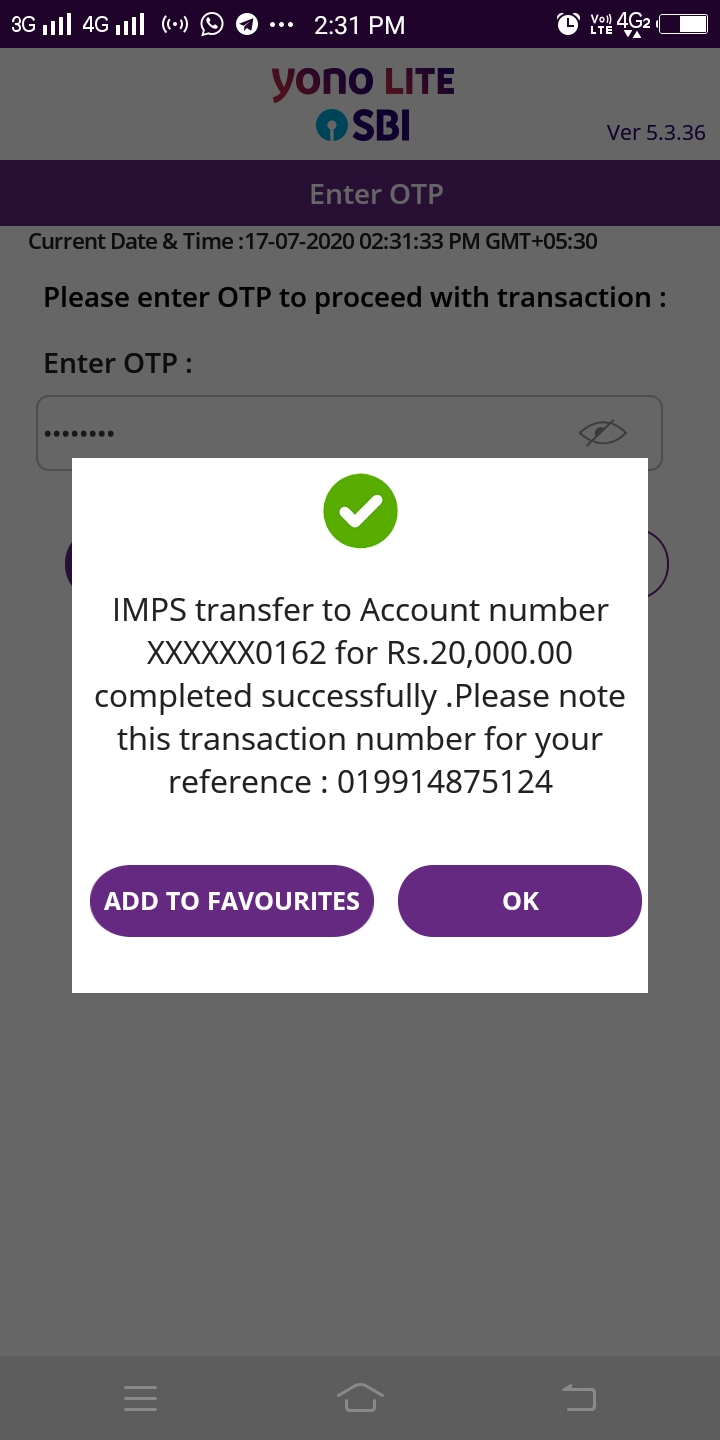 3G 4G 2:31 PM Vo)) LTE 4G2
yono LITE
SBI
Ver 5.3.36
Enter OTP
Current Date & Time :17-07-2020 02:31:33 PM GMT+05:30
Please enter OTP to proceed with transaction :
Enter OTP :
••••••••
IMPS transfer to Account number
XXXXXX0162 for Rs.20,000.00
completed successfully .Please note
this transaction number for your
reference : 019914875124
ADD TO FAVOURITES OK